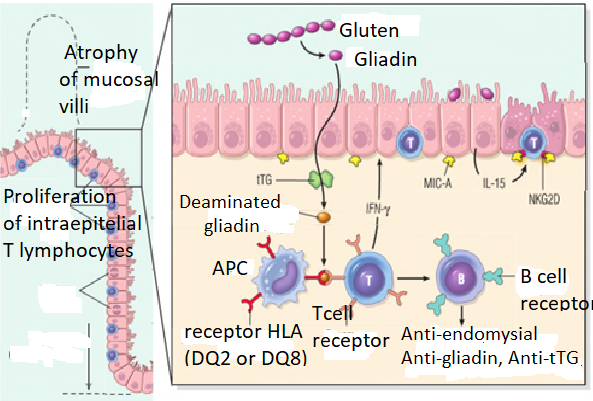 Atrophy
of mucosal
villi
Proliferation
of intraepitelial
T lymphocytes
Gluten
Gliadin
T
T
tTG
IFN-γ
MIC-A
IL-15
NKG2D
Deaminated
gliadin
APC
T
B
B cell
receptor
receptor HLA
(DQ2 or DQ8)
Tcell
receptor
Anti-endomysial
Anti-gliadin, Anti-tTG